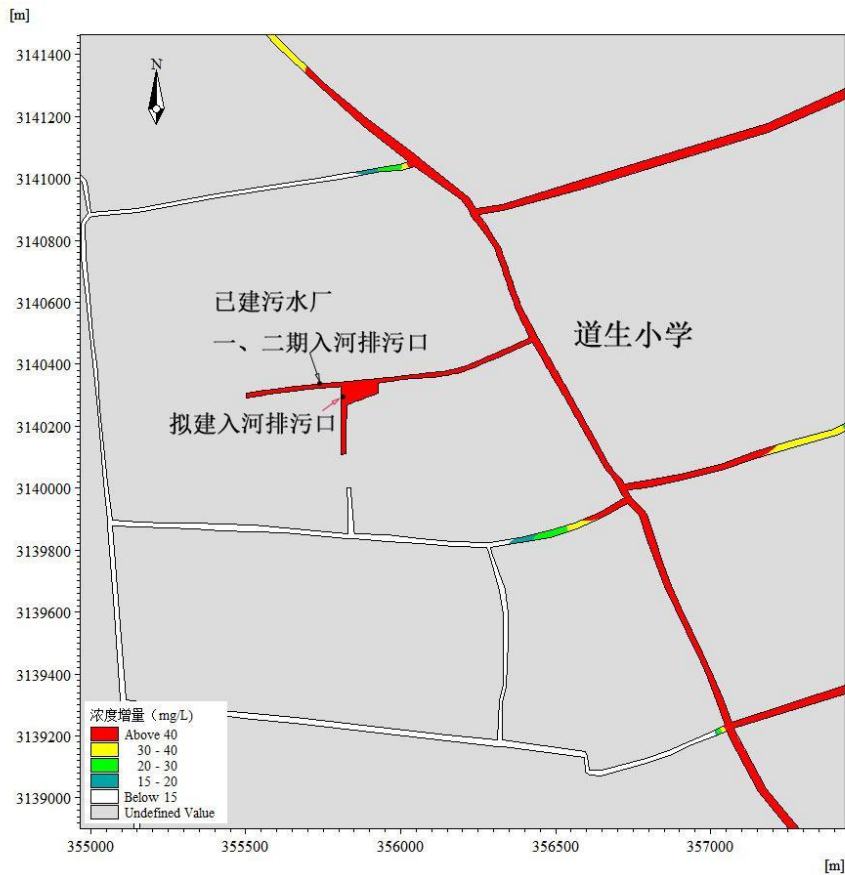 [m]
3141400
N
3141200
3141000
3140800
3140600
已建污水厂
一、二期入河排污口
道生小学
3140400
拟建入河排污口
3140200
3140000
3139800
3139600
3139400
浓度增量（mg/L）
Above 40
30 - 40
20 - 30
15 - 20
Below 15
Undefined Value
3139200
3139000
355000
355500
356000
356500
357000
[m]